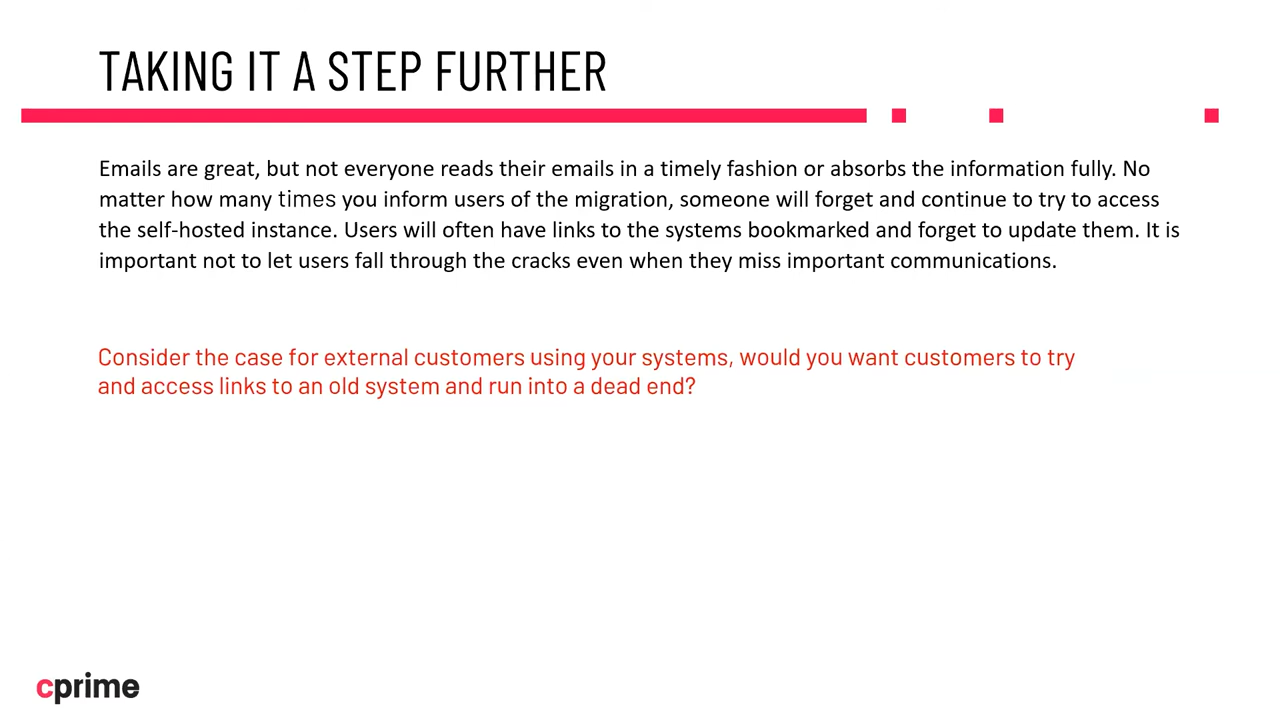 TAKING IT A STEP FURTHER
Emails are great, but not everyone reads their emails in a timely fashion or absorbs the information fully. No
matter how many times you inform users of the migration, someone will forget and continue to try to access
the self-hosted instance. Users will often have links to the systems bookmarked and forget to update them. It is
important not to let users fall through the cracks even when they miss important communications.
Consider the case for external customers using your systems, would you want customers to try
and access links to an old system and run into a dead end?
cprime